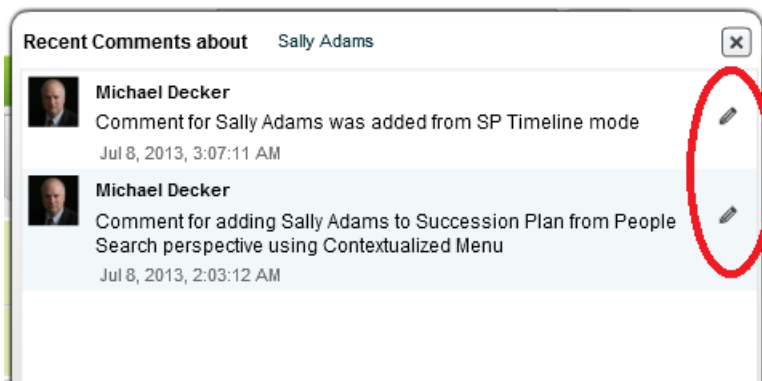 Recent Comments about Sally Adams
Michael Decker
Comment for Sally Adams was added from SP Timeline mode
Jul 8, 2013, 3:07:11 AM
Michael Decker
Comment for adding Sally Adams to Succession Plan from People
Search perspective using Contextualized Menu
Jul 8, 2013, 2:03:12 AM